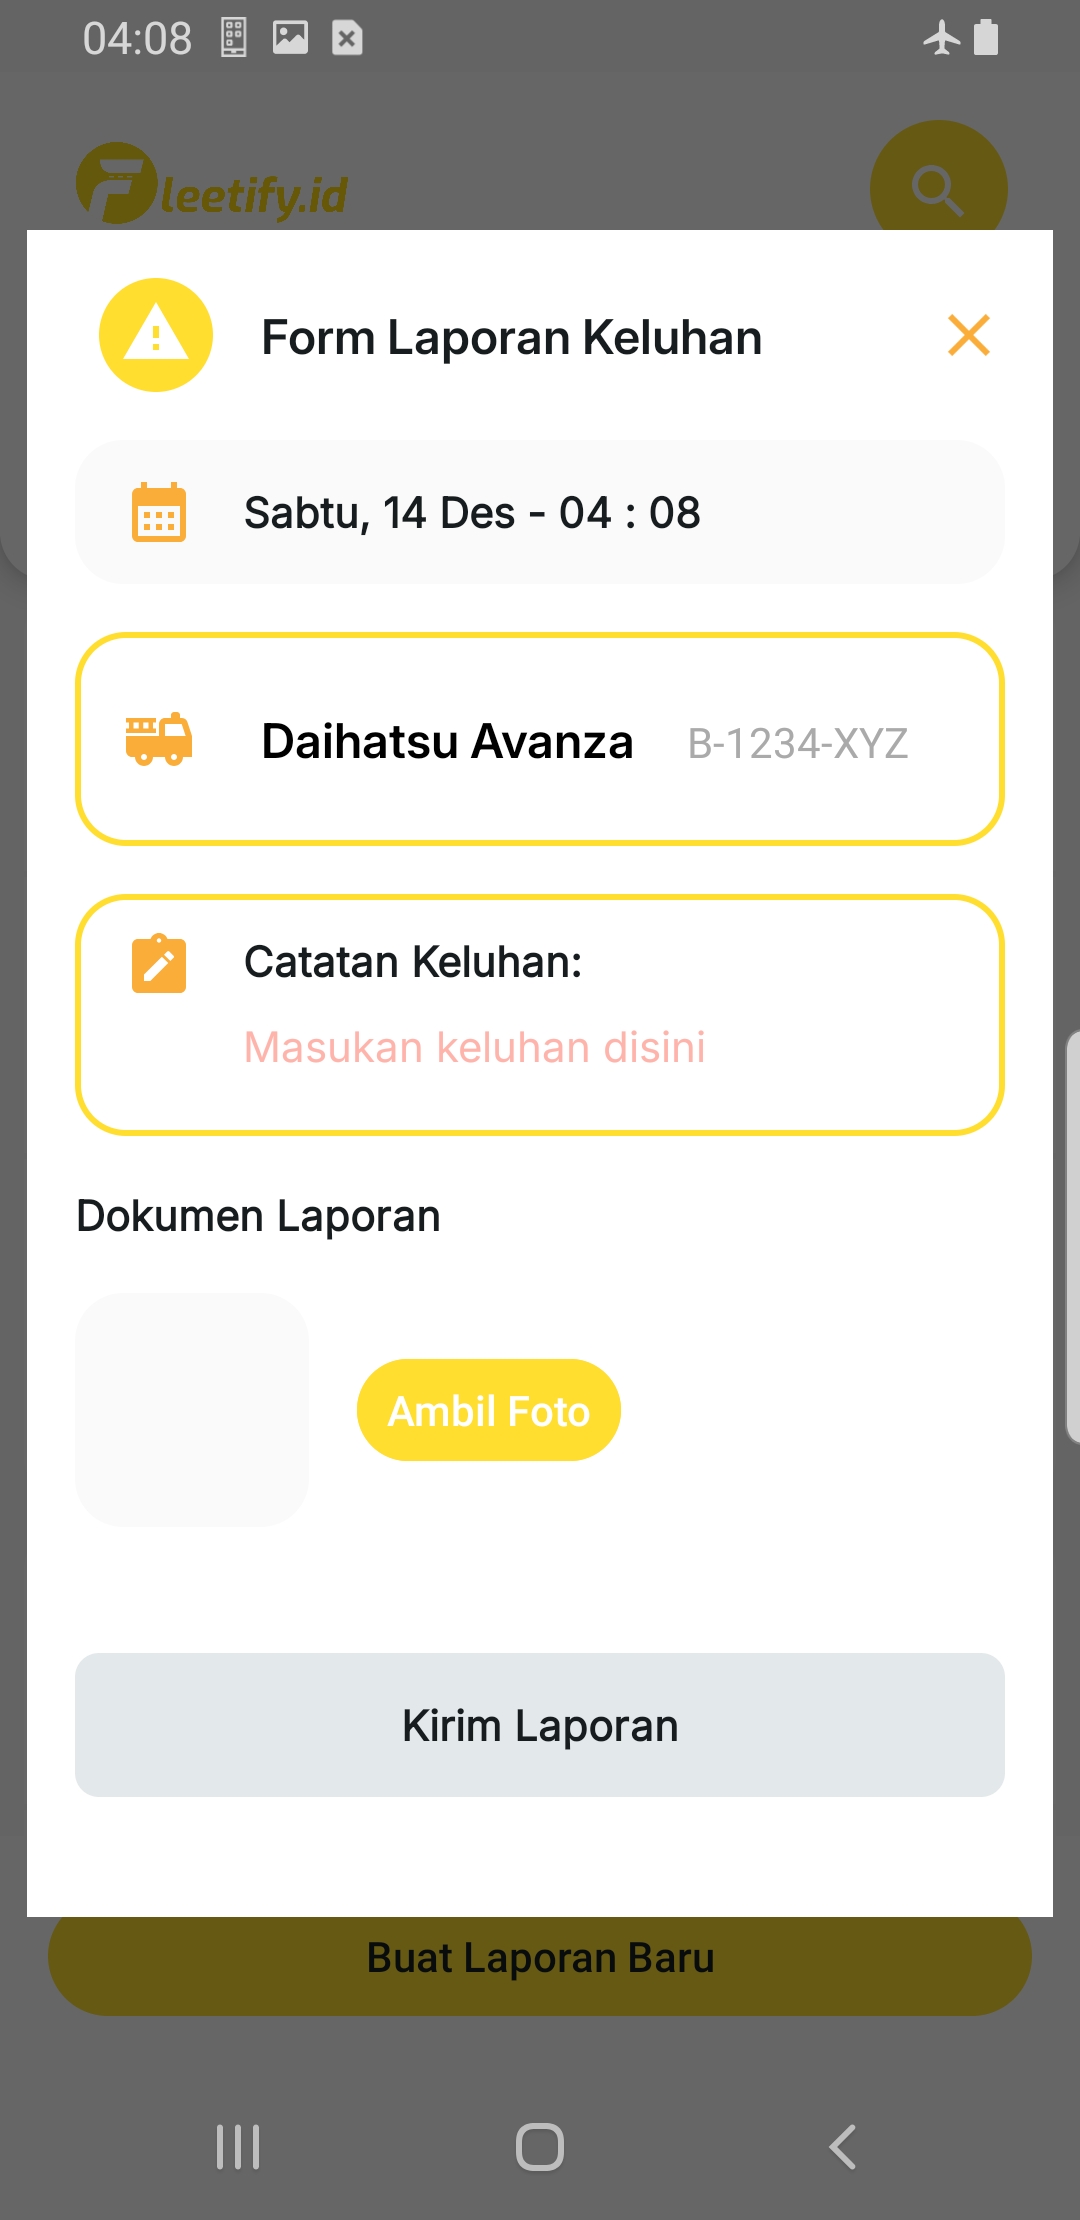 04:08
Fleetify.id
Form Laporan Keluhan
Sabtu, 14 Des - 04 : 08
Daihatsu Avanza B-1234-XYZ
Catatan Keluhan:
Masukan keluhan disini
Dokumen Laporan
Ambil Foto
Kirim Laporan
Buat Laporan Baru